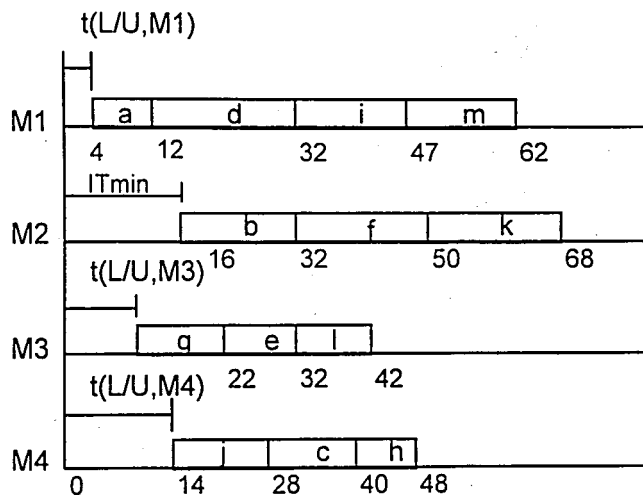 t(L/U,M1)
M1 a d i m
4 12 32 47 62
ITmin
M2 b f k
16 32 50 68
t(L/U,M3)
M3 g e l
22 32 42
t(L/U,M4)
M4 j c h
0 14 28 40 48